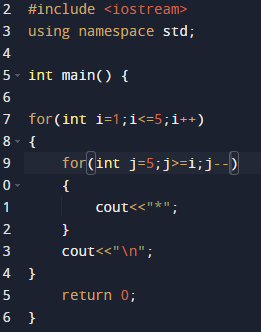 2 #include <iostream>
3 using namespace std;
4
5 int main() {
6
7 for(int i=1;i<=5;i++)
8 {
9     for(int j=5;j>=i;j--)
0     {
1         cout<<"*";
2     }
3     cout<<"\n";
4 }
5     return 0;
6 }